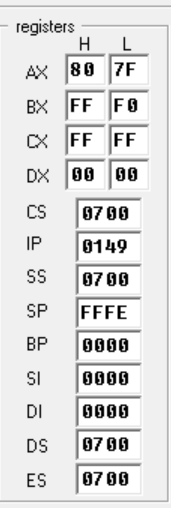 registers
H L
AX 80 7F
BX FF F0
CX FF FF
DX 00 00
CS 0700
IP 0149
SS 0700
SP FFFE
BP 0000
SI 0000
DI 0000
DS 0700
ES 0700